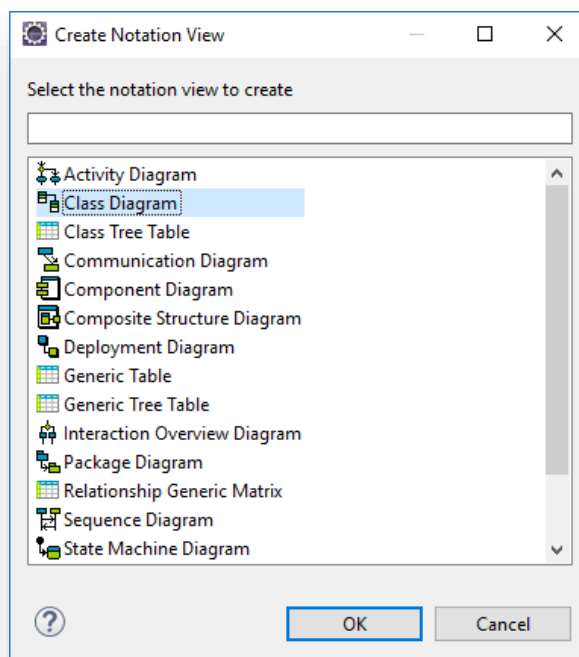 Create Notation View
Select the notation view to create
Activity Diagram
Class Diagram
Class Tree Table
Communication Diagram
Component Diagram
Composite Structure Diagram
Deployment Diagram
Generic Table
Generic Tree Table
Interaction Overview Diagram
Package Diagram
Relationship Generic Matrix
Sequence Diagram
State Machine Diagram
? OK Cancel